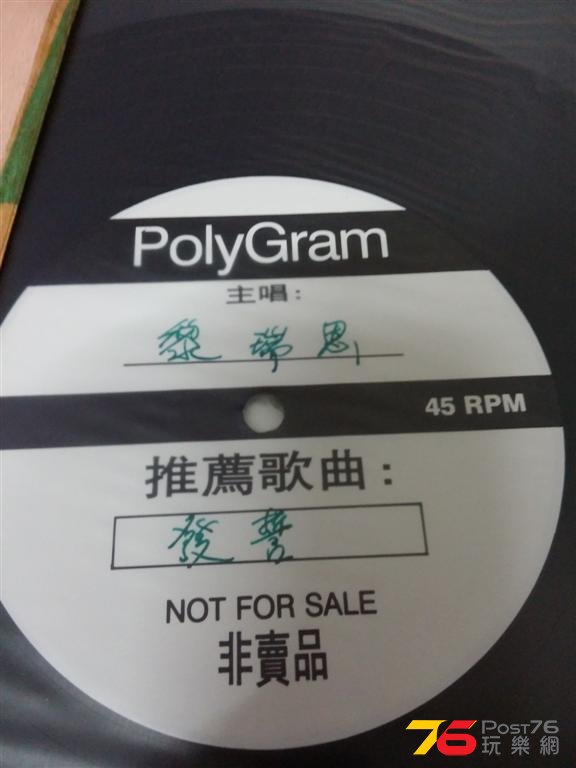 PolyGram
主唱:
黎瑞恩
45 RPM
推薦歌曲:
發誓
NOT FOR SALE
非賣品
76 Post76
玩樂網